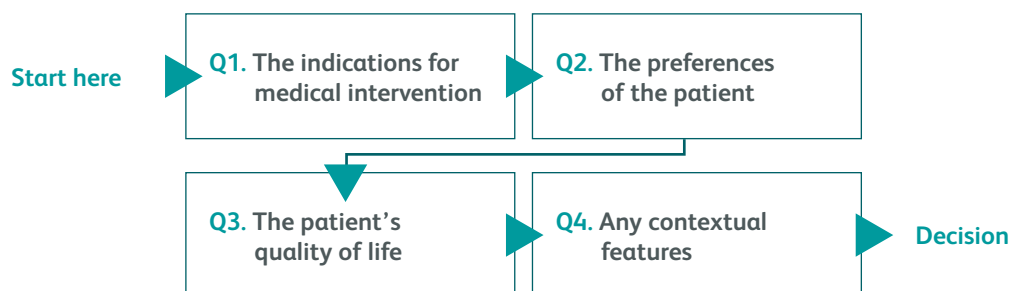 Start here
Q1. The indications for
medical intervention
Q2. The preferences
of the patient
Q3. The patient's
quality of life
Q4. Any contextual
features
Decision